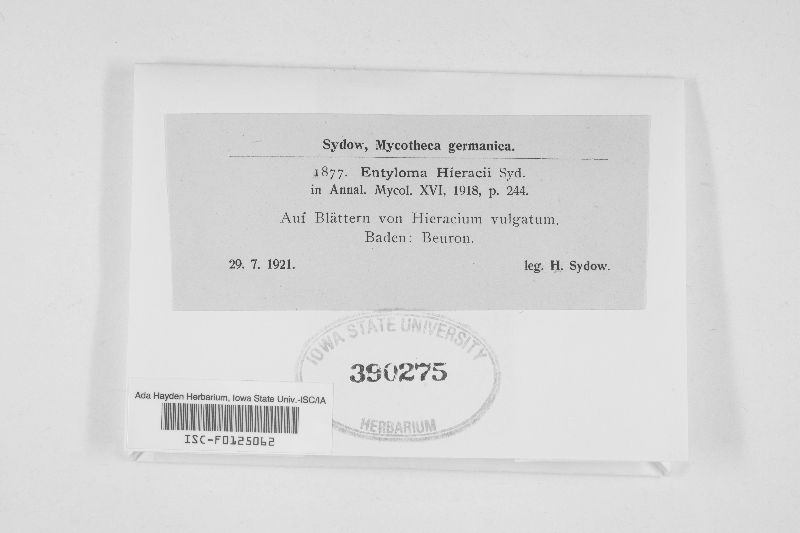 Sydow, Mycotheca germanica.
1877. Entyloma Hieracii Syd.
in Annal. Mycol. XVI, 1918, p. 244.
Auf Blättern von Hieracium vulgatum.
Baden: Beuron.
29. 7. 1921. leg. H. Sydow.
IOWA STATE UNIVERSITY
390275
HERBARIUM
Ada Hayden Herbarium, Iowa State Univ.-ISC/IA
ISC-F0125062